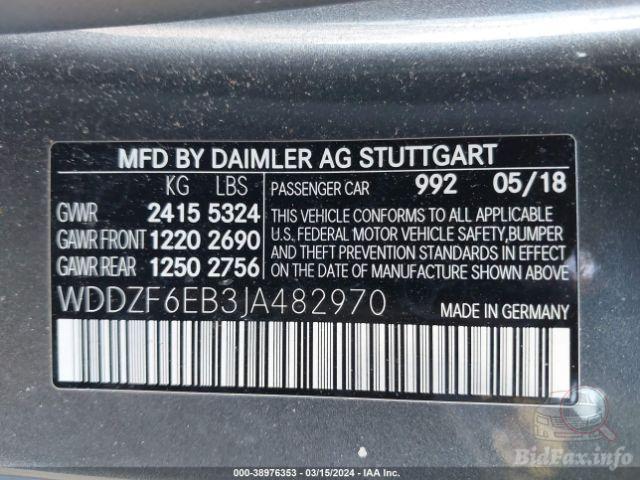 MFD BY DAIMLER AG STUTTGART
KG LBS
GVWR 2415 5324
GAWR FRONT 1220 2690
GAWR REAR 1250 2756
PASSENGER CAR 992 05/18
THIS VEHICLE CONFORMS TO ALL APPLICABLE
U.S. FEDERAL MOTOR VEHICLE SAFETY,BUMPER
AND THEFT PREVENTION STANDARDS IN EFFECT
ON THE DATE OF MANUFACTURE SHOWN ABOVE.
WDDZF6EB3JA482970
MADE IN GERMANY
BidFax.info
000-38976353 - 03/15/2024 - IAA Inc.